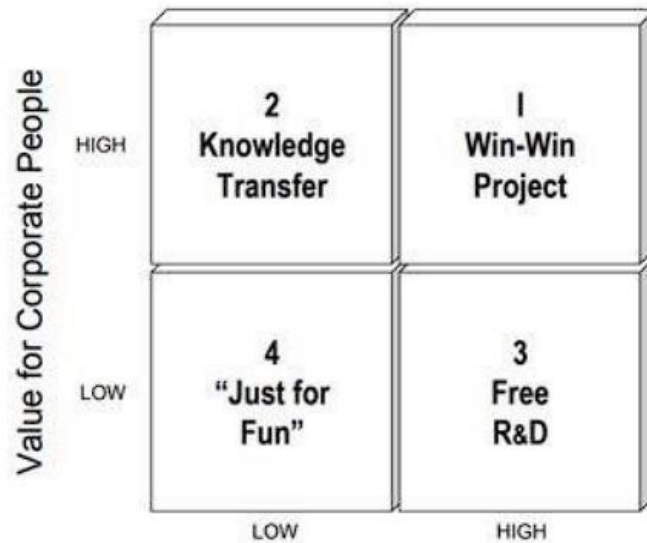 Value for Corporate People
HIGH
2
Knowledge
Transfer
I
Win-Win
Project
LOW
4
“Just for
Fun”
3
Free
R&D
LOW
HIGH